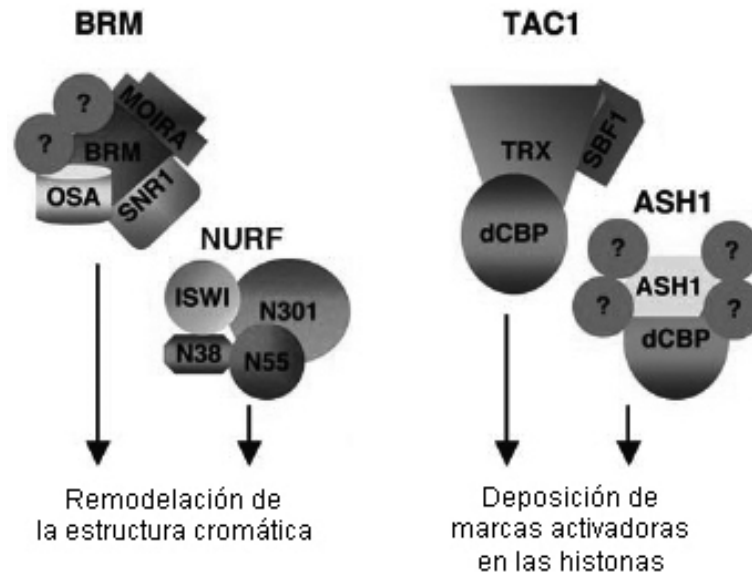 BRM
TAC1
?
?
MOIRA
BRM
OSA
SNR1
TRX
SBF1
dCBP
NURF
ISWI
N301
N38
N55
ASH1
?
?
ASH1
?
?
dCBP
Remodelación de
la estructura cromática
Deposición de
marcas activadoras
en las histonas